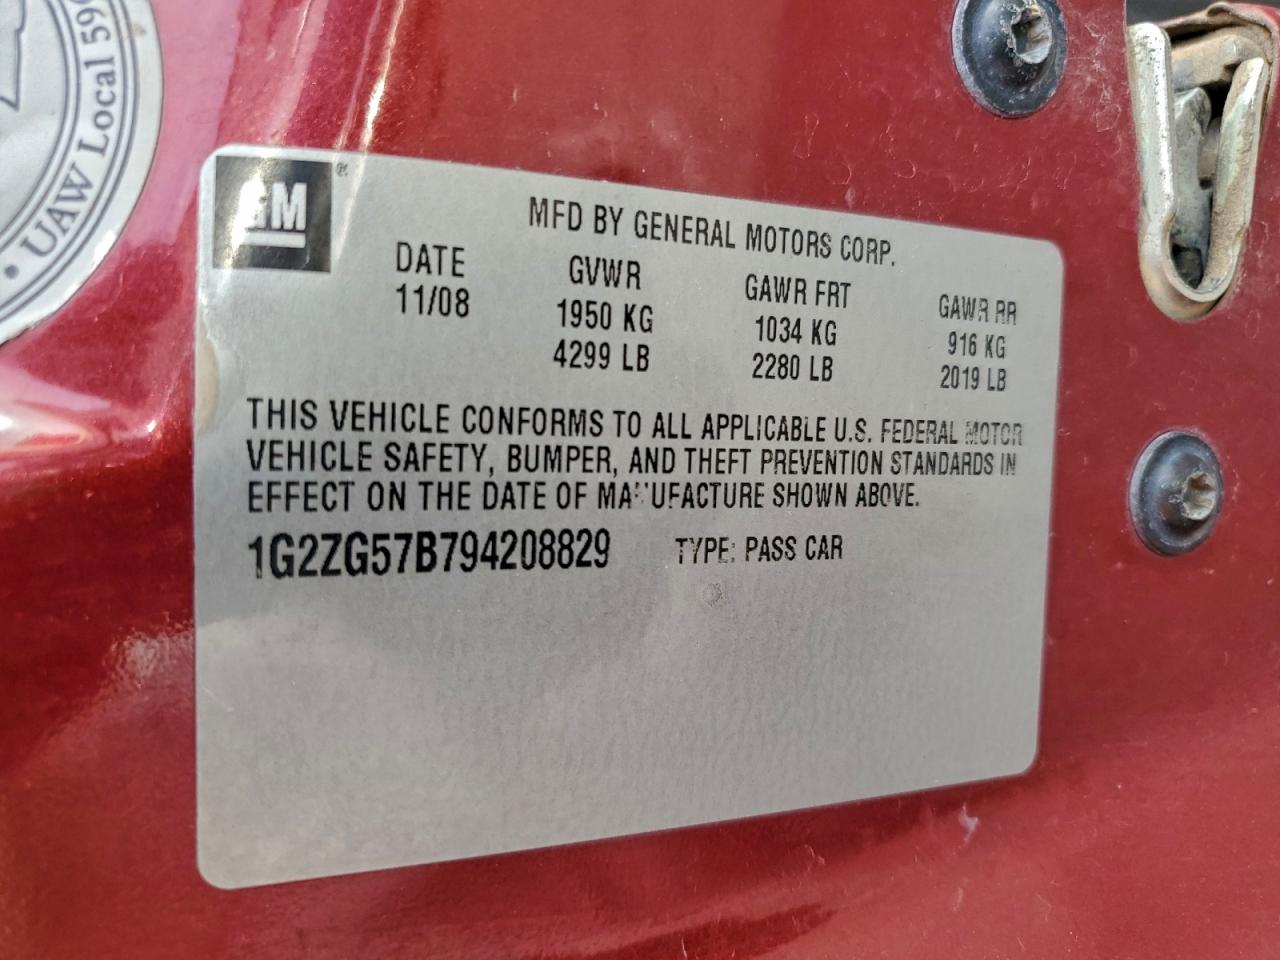 UAW Local 59
GM®
MFD BY GENERAL MOTORS CORP.
DATE GVWR GAWR FRT GAWR RR
11/08 1950 KG 1034 KG 916 KG
4299 LB 2280 LB 2019 LB
THIS VEHICLE CONFORMS TO ALL APPLICABLE U.S. FEDERAL MOTOR
VEHICLE SAFETY, BUMPER, AND THEFT PREVENTION STANDARDS IN
EFFECT ON THE DATE OF MANUFACTURE SHOWN ABOVE.
1G2ZG57B794208829 TYPE: PASS CAR